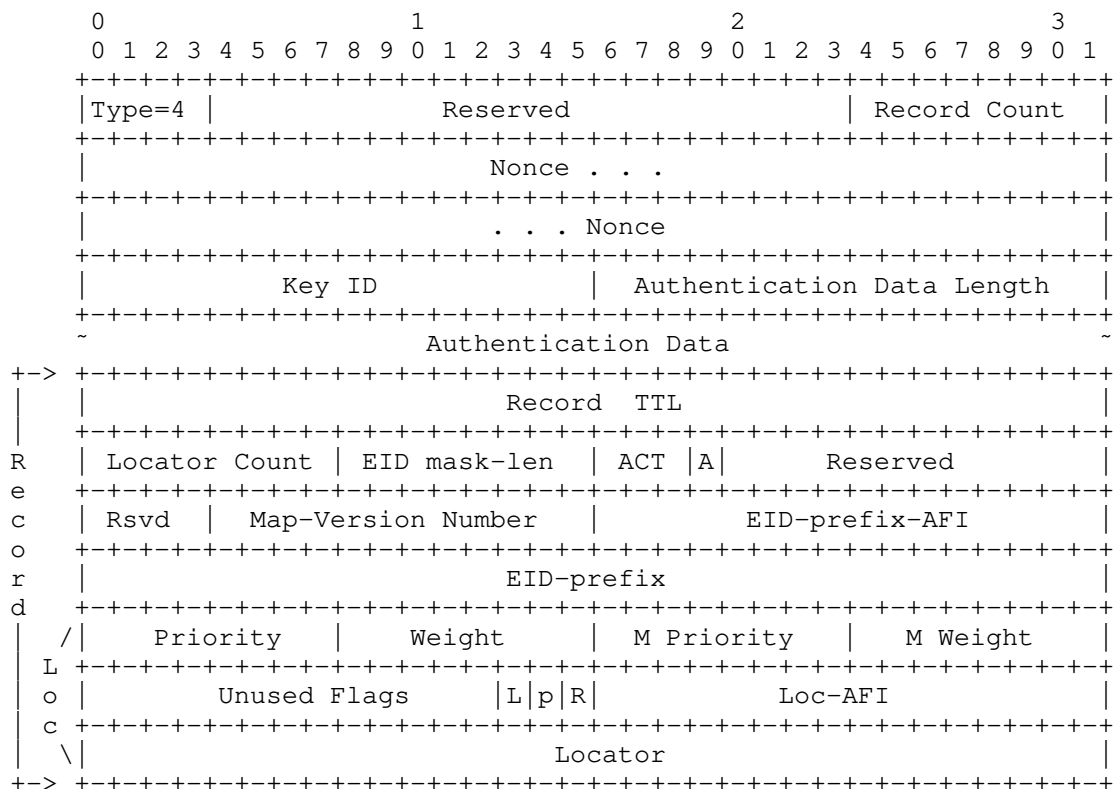 0                   1                   2                   3
        0 1 2 3 4 5 6 7 8 9 0 1 2 3 4 5 6 7 8 9 0 1 2 3 4 5 6 7 8 9 0 1
       +-+-+-+-+-+-+-+-+-+-+-+-+-+-+-+-+-+-+-+-+-+-+-+-+-+-+-+-+-+-+-+-+
       |Type=4 |               Reserved                | Record Count  |
       +-+-+-+-+-+-+-+-+-+-+-+-+-+-+-+-+-+-+-+-+-+-+-+-+-+-+-+-+-+-+-+-+
       |                         Nonce . . .                           |
       +-+-+-+-+-+-+-+-+-+-+-+-+-+-+-+-+-+-+-+-+-+-+-+-+-+-+-+-+-+-+-+-+
       |                         . . . Nonce                           |
       +-+-+-+-+-+-+-+-+-+-+-+-+-+-+-+-+-+-+-+-+-+-+-+-+-+-+-+-+-+-+-+-+
       |            Key ID             |  Authentication Data Length   |
       +-+-+-+-+-+-+-+-+-+-+-+-+-+-+-+-+-+-+-+-+-+-+-+-+-+-+-+-+-+-+-+-+
       ~                     Authentication Data                       ~
   +-> +-+-+-+-+-+-+-+-+-+-+-+-+-+-+-+-+-+-+-+-+-+-+-+-+-+-+-+-+-+-+-+-+
   |   |                          Record  TTL                          |
   |   +-+-+-+-+-+-+-+-+-+-+-+-+-+-+-+-+-+-+-+-+-+-+-+-+-+-+-+-+-+-+-+-+
   R   | Locator Count | EID mask-len  | ACT |A|      Reserved         |
   e   +-+-+-+-+-+-+-+-+-+-+-+-+-+-+-+-+-+-+-+-+-+-+-+-+-+-+-+-+-+-+-+-+
   c   | Rsvd  |  Map-Version Number   |         EID-prefix-AFI        |
   o   +-+-+-+-+-+-+-+-+-+-+-+-+-+-+-+-+-+-+-+-+-+-+-+-+-+-+-+-+-+-+-+-+
   r   |                          EID-prefix                           |
   d   +-+-+-+-+-+-+-+-+-+-+-+-+-+-+-+-+-+-+-+-+-+-+-+-+-+-+-+-+-+-+-+-+
   |  /|    Priority   |    Weight     |  M Priority   |   M Weight    |
   | L +-+-+-+-+-+-+-+-+-+-+-+-+-+-+-+-+-+-+-+-+-+-+-+-+-+-+-+-+-+-+-+-+
   | o |        Unused Flags     |L|p|R|           Loc-AFI             |
   | c +-+-+-+-+-+-+-+-+-+-+-+-+-+-+-+-+-+-+-+-+-+-+-+-+-+-+-+-+-+-+-+-+
   |  \|                             Locator                           |
   +-> +-+-+-+-+-+-+-+-+-+-+-+-+-+-+-+-+-+-+-+-+-+-+-+-+-+-+-+-+-+-+-+-+